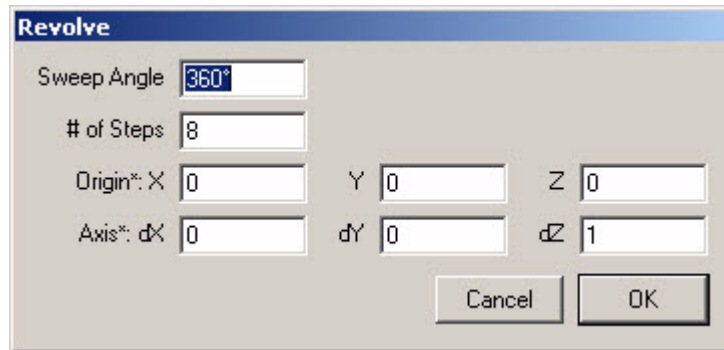 Revolve
Sweep Angle 360°
# of Steps 8
Origin*: X 0 Y 0 Z 0
Axis*: dX 0 dY 0 dZ 1
Cancel OK